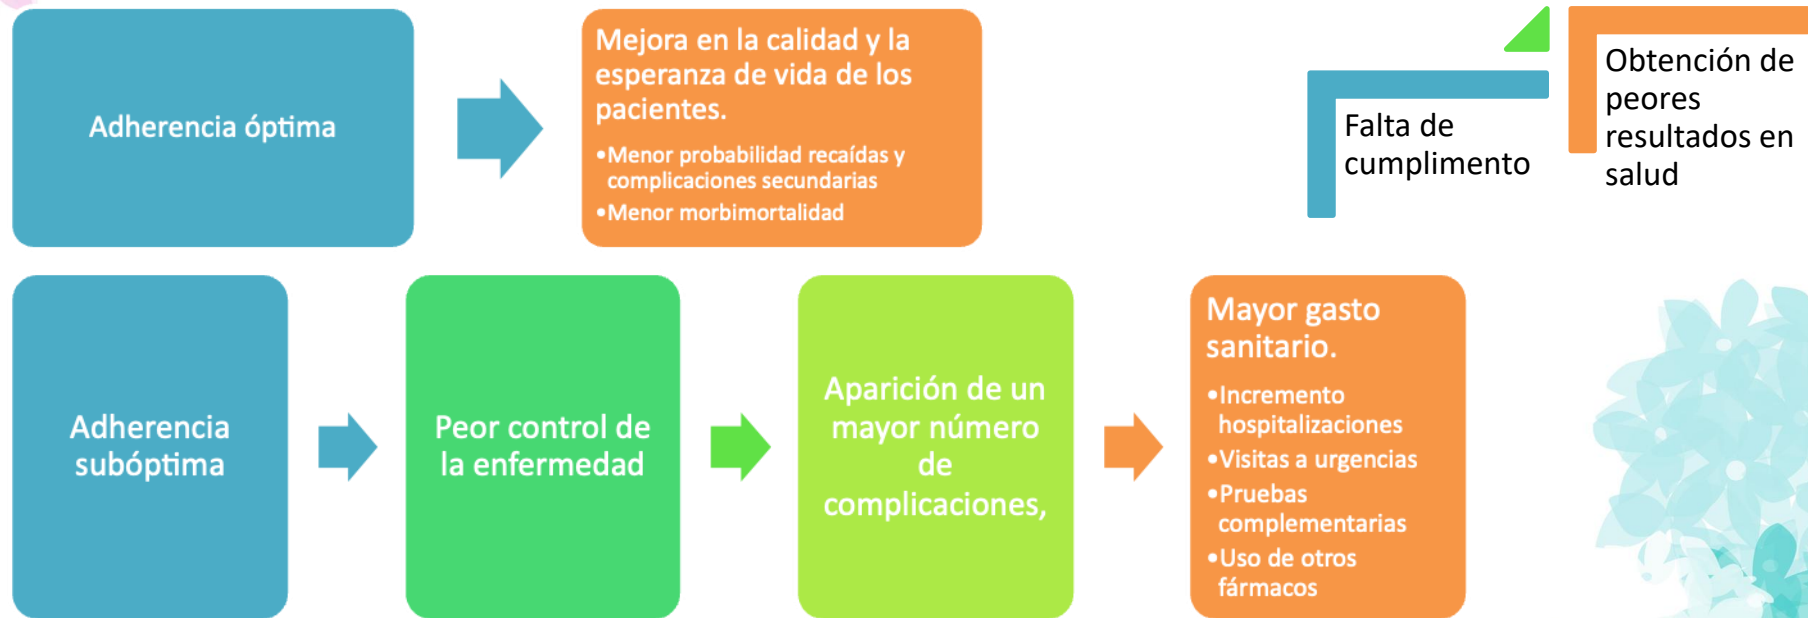 Adherencia óptima
Mejora en la calidad y la
esperanza de vida de los
pacientes.
•Menor probabilidad recaídas y
complicaciones secundarias
•Menor morbimortalidad
Falta de
cumplimento
Obtención de
peores
resultados en
salud
Adherencia
subóptima
Peor control de
la enfermedad
Aparición de un
mayor número
de
complicaciones,
Mayor gasto
sanitario.
•Incremento
hospitalizaciones
•Visitas a urgencias
•Pruebas
complementarias
•Uso de otros
fármacos